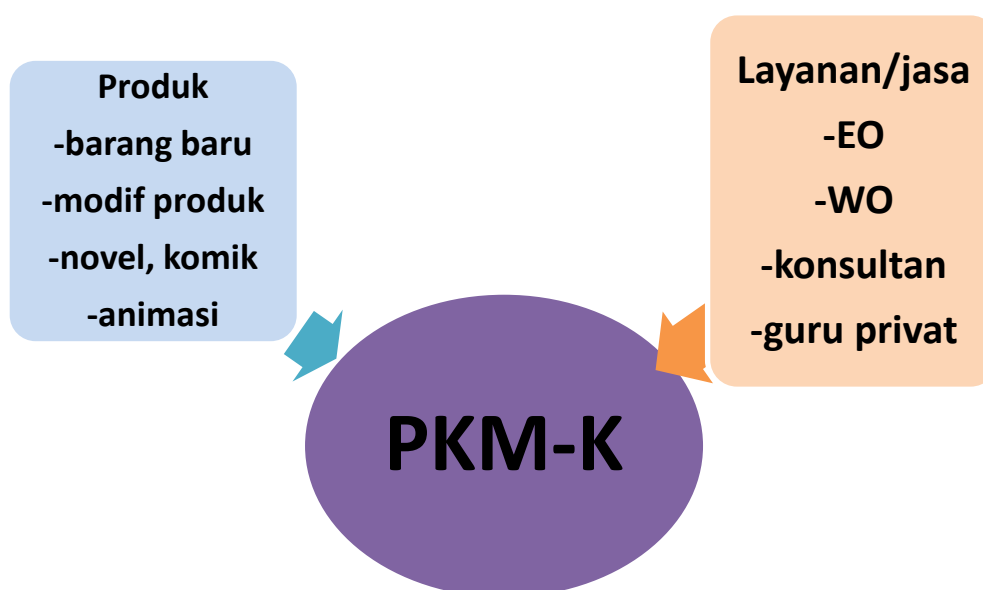 Produk
-barang baru
-modif produk
-novel, komik
-animasi
Layanan/jasa
-EO
-WO
-konsultan
-guru privat
PKM-K